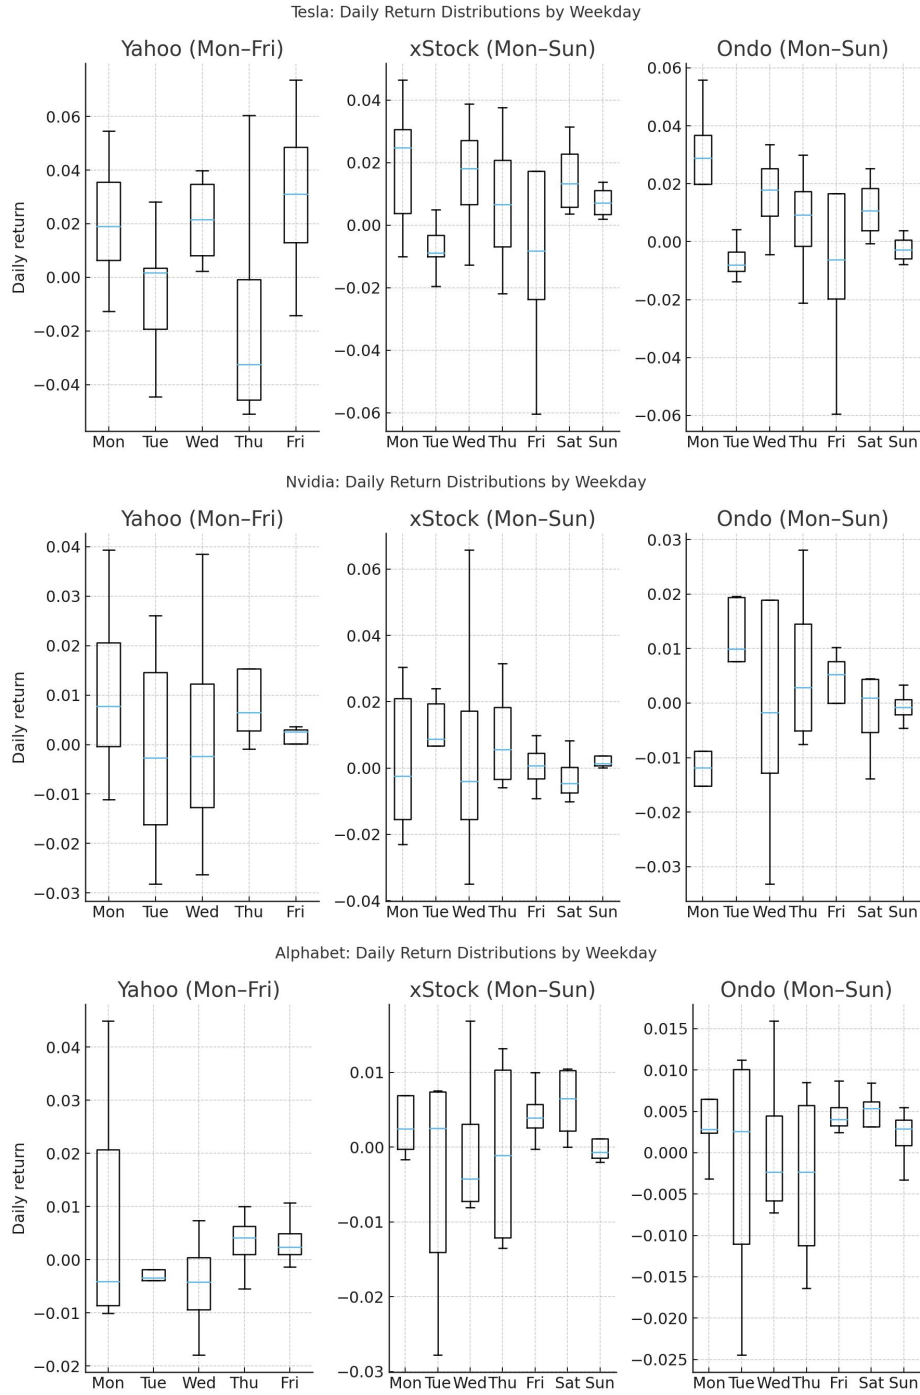 Tesla: Daily Return Distributions by Weekday
Yahoo (Mon–Fri)
xStock (Mon–Sun)
Ondo (Mon–Sun)
Daily return
0.06
0.04
0.02
0.00
−0.02
−0.04
Mon Tue Wed Thu Fri
0.04
0.02
0.00
−0.02
−0.04
−0.06
Mon Tue Wed Thu Fri Sat Sun
0.06
0.04
0.02
0.00
−0.02
−0.04
−0.06
Mon Tue Wed Thu Fri Sat Sun
Nvidia: Daily Return Distributions by Weekday
Yahoo (Mon–Fri)
xStock (Mon–Sun)
Ondo (Mon–Sun)
Daily return
0.04
0.03
0.02
0.01
0.00
−0.01
−0.02
−0.03
Mon Tue Wed Thu Fri
0.06
0.04
0.02
0.00
−0.02
−0.04
Mon Tue Wed Thu Fri Sat Sun
0.03
0.02
0.01
0.00
−0.01
−0.02
−0.03
Mon Tue Wed Thu Fri Sat Sun
Alphabet: Daily Return Distributions by Weekday
Yahoo (Mon–Fri)
xStock (Mon–Sun)
Ondo (Mon–Sun)
Daily return
0.04
0.03
0.02
0.01
0.00
−0.01
−0.02
Mon Tue Wed Thu Fri
0.01
0.00
−0.01
−0.02
−0.03
Mon Tue Wed Thu Fri Sat Sun
0.015
0.010
0.005
0.000
−0.005
−0.010
−0.015
−0.020
−0.025
Mon Tue Wed Thu Fri Sat Sun